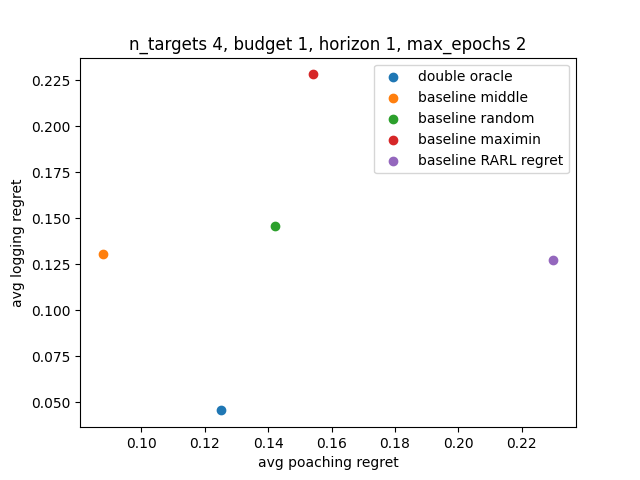 n_targets 4, budget 1, horizon 1, max_epochs 2
double oracle
baseline middle
baseline random
baseline maximin
baseline RARL regret
avg logging regret
0.225
0.200
0.175
0.150
0.125
0.100
0.075
0.050
0.10 0.12 0.14 0.16 0.18 0.20 0.22
avg poaching regret